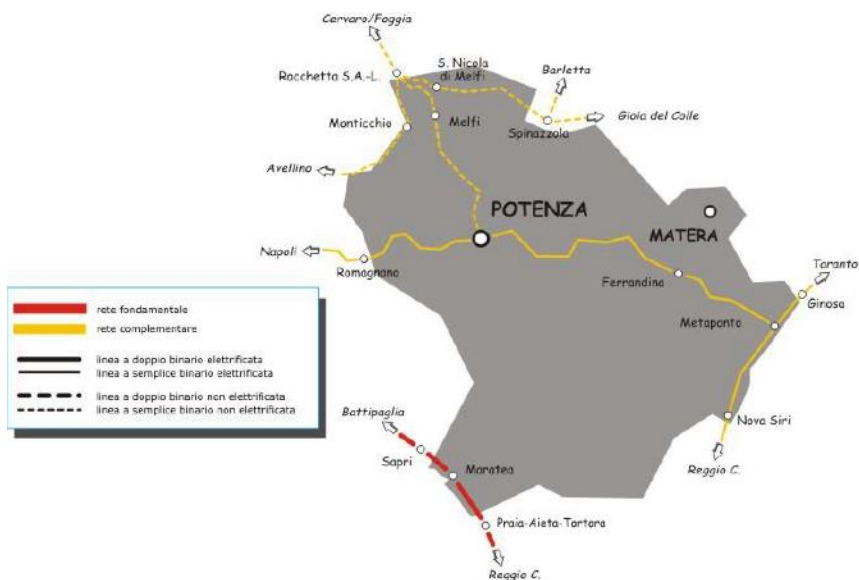 Cervaro/Foggia
Rocchetta S.A.-L.
S. Nicola
di Melfi
Barletta
Monticchio
Melfi
Spinazzola
Gioia del Colle
Avellino
POTENZA
MATERA
Napoli
Romagnano
Ferrandina
Taranto
Ginosa
Metaponto
rete fondamentale
rete complementare
linea a doppio binario elettrificata
linea a semplice binario elettrificata
linea a doppio binario non elettrificata
linea a semplice binario non elettrificata
Battipaglia
Sapri
Maratea
Nova Siri
Reggio C.
Praia-Aieta-Tortora
Reggio C.